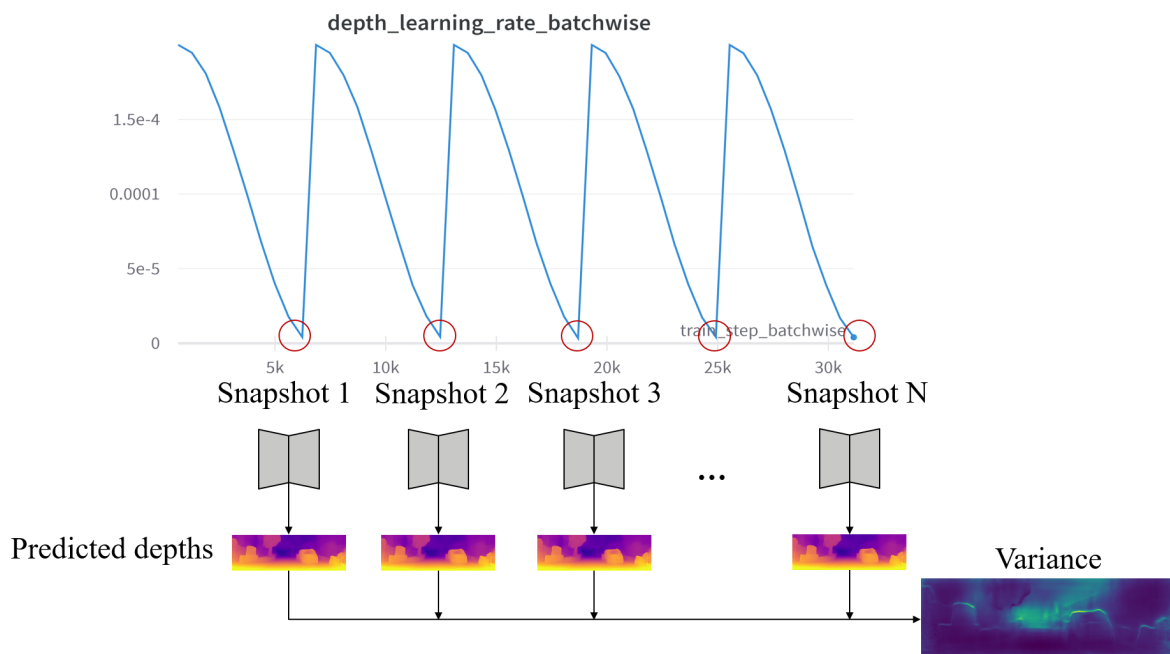 depth_learning_rate_batchwise
1.5e-4
0.0001
5e-5
0
train_step_batchwise
5k 10k 15k 20k 25k 30k
Snapshot 1 Snapshot 2 Snapshot 3 Snapshot N
...
Predicted depths
Variance